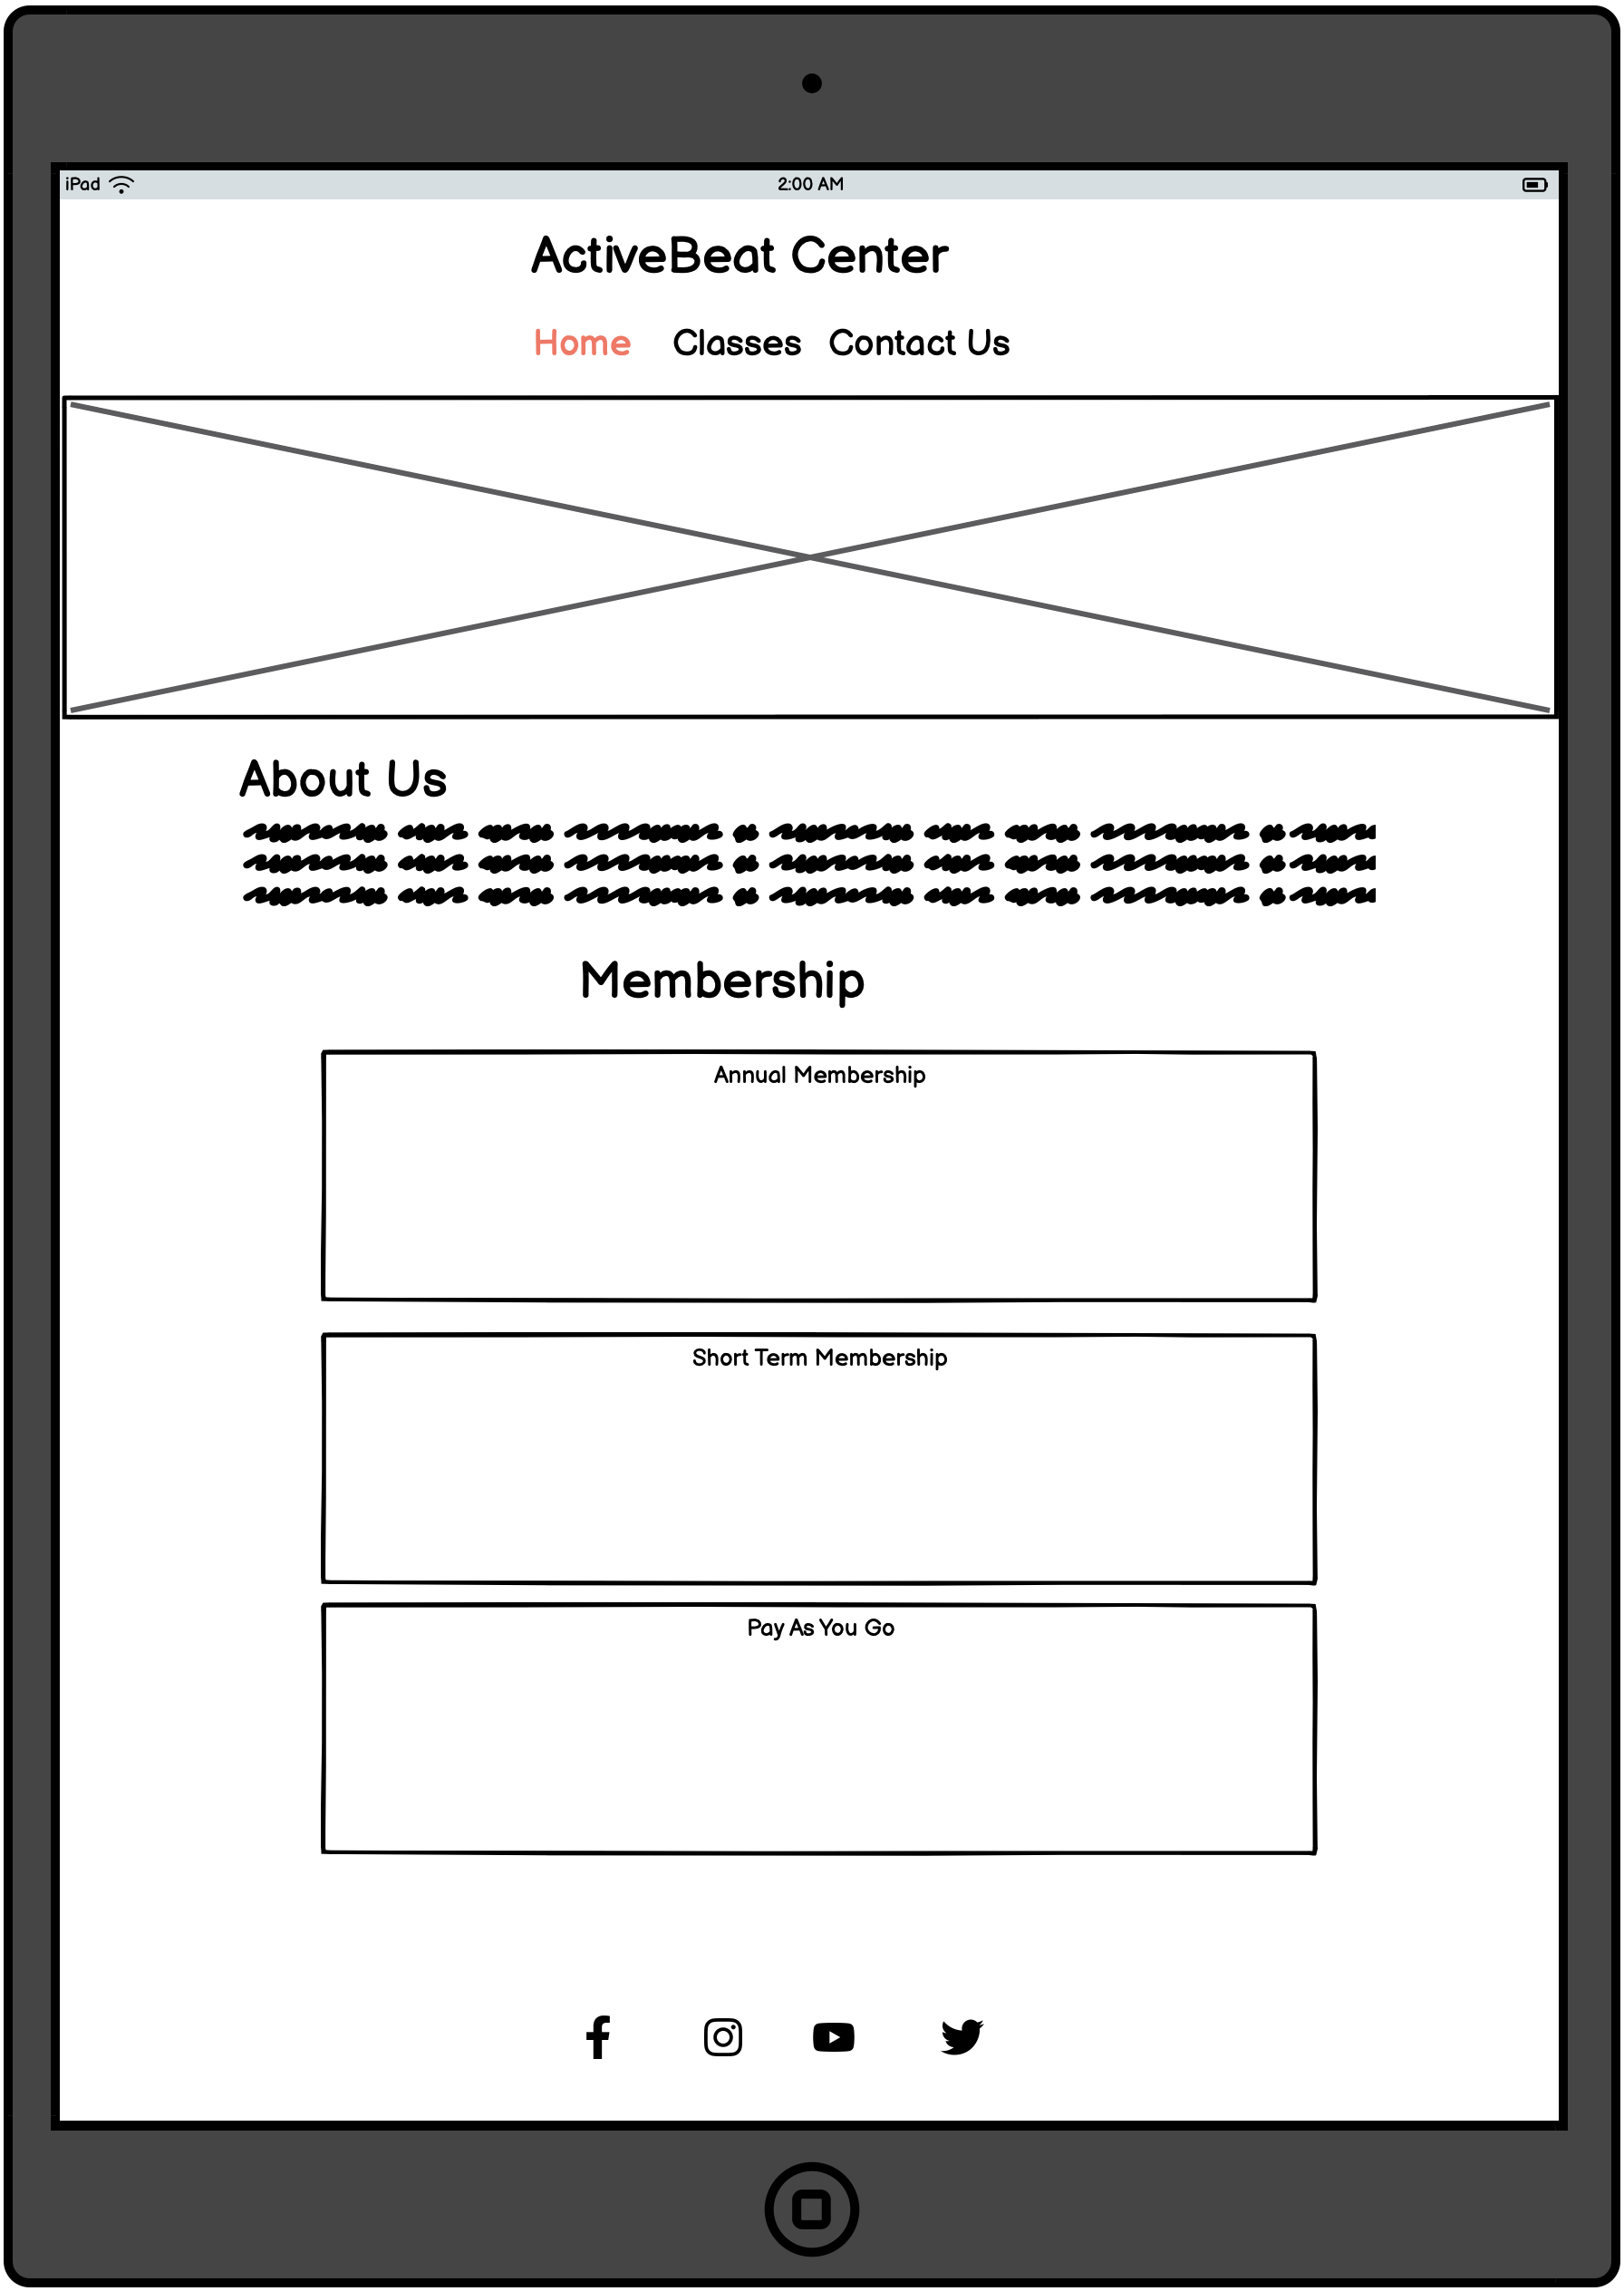 iPad 2:00 AM
ActiveBeat Center
Home Classes Contact Us
About Us
Membership
Annual Membership
Short Term Membership
Pay As You Go